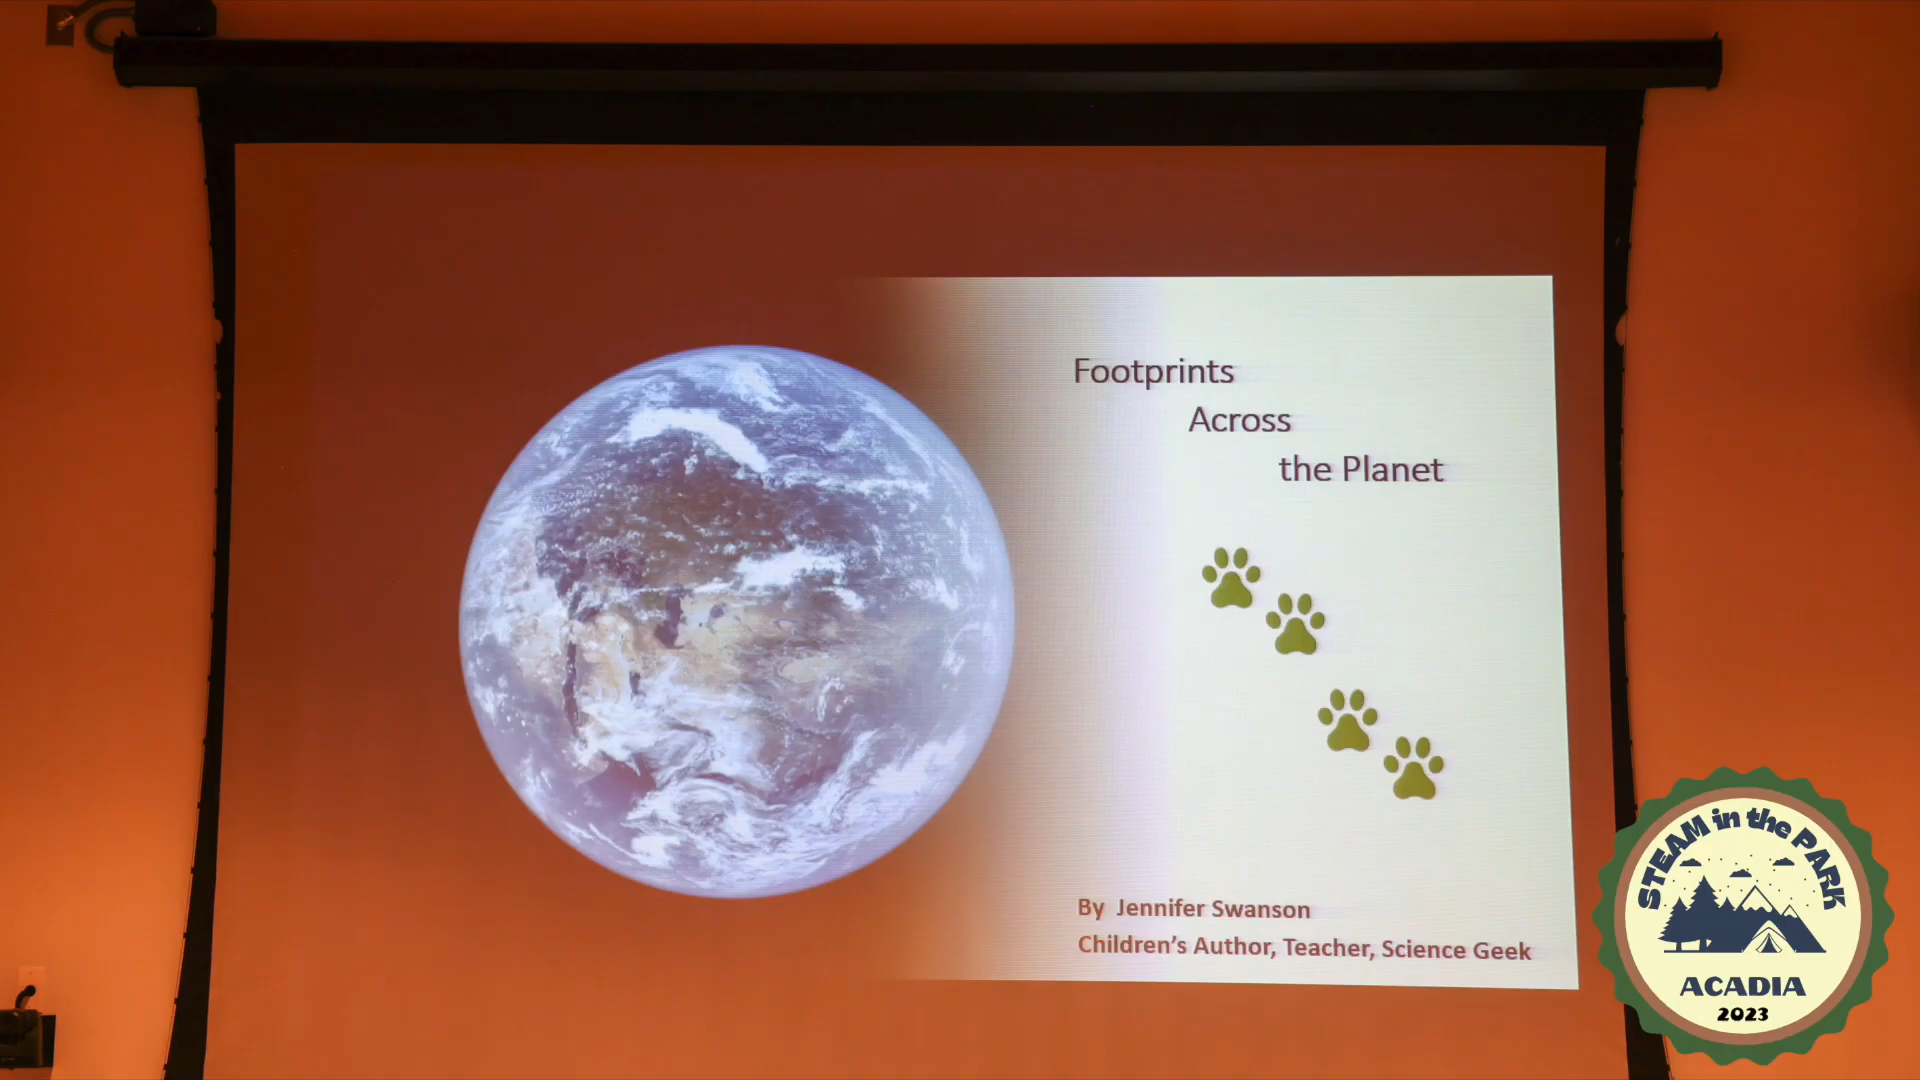 Footprints
Across
the Planet
By Jennifer Swanson
Children's Author, Teacher, Science Geek
STEAM in the PARK
ACADIA
2023